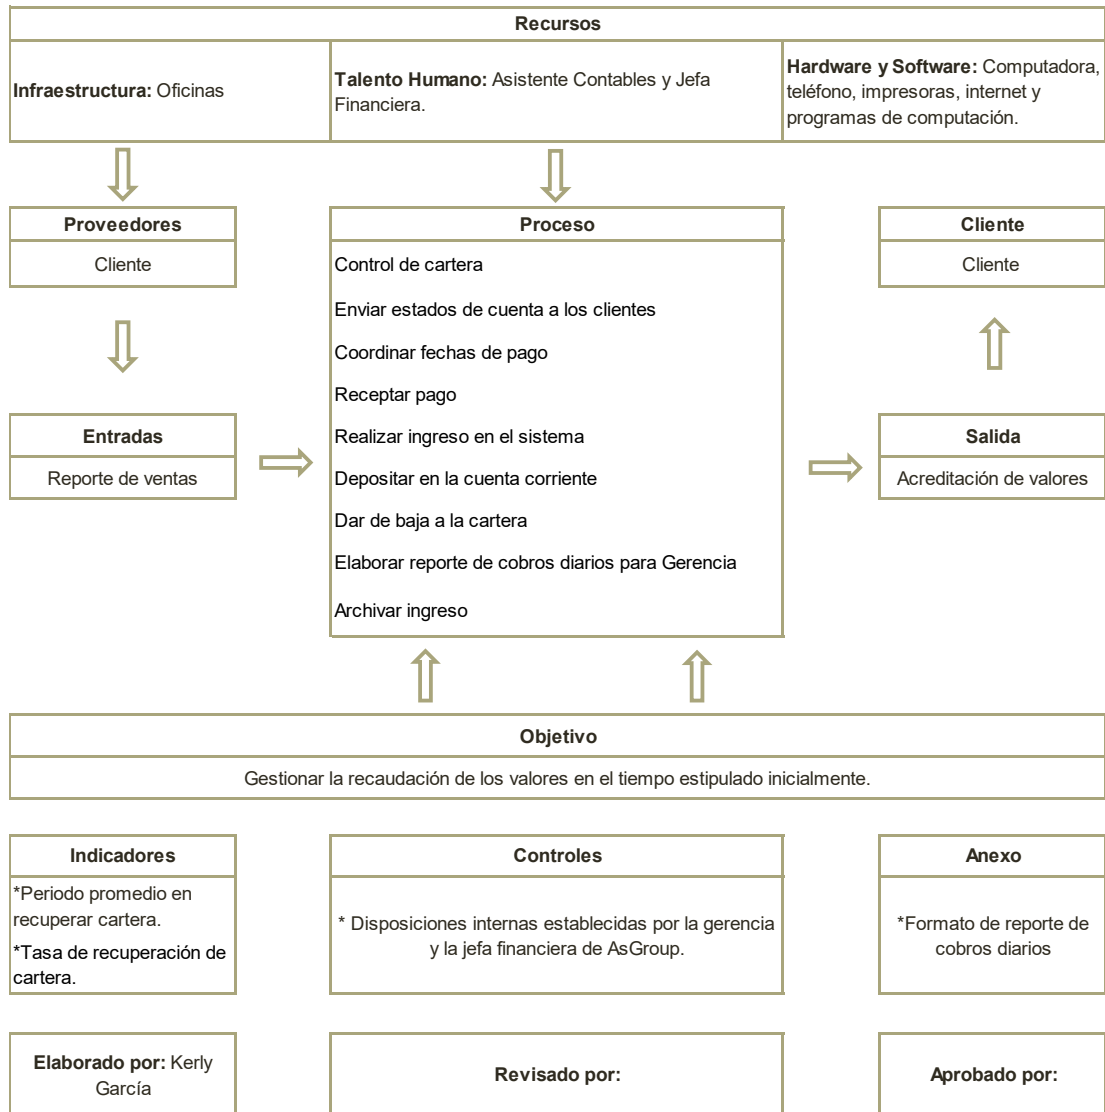 Recursos
Infraestructura: Oficinas
Talento Humano: Asistente Contables y Jefa
Financiera.
Hardware y Software: Computadora,
teléfono, impresoras, internet y
programas de computación.
Proveedores
Cliente
Proceso
Control de cartera
Enviar estados de cuenta a los clientes
Coordinar fechas de pago
Receptar pago
Realizar ingreso en el sistema
Depositar en la cuenta corriente
Dar de baja a la cartera
Elaborar reporte de cobros diarios para Gerencia
Archivar ingreso
Cliente
Cliente
Entradas
Reporte de ventas
Salida
Acreditación de valores
Objetivo
Gestionar la recaudación de los valores en el tiempo estipulado inicialmente.
Indicadores
*Periodo promedio en
recuperar cartera.
*Tasa de recuperación de
cartera.
Controles
* Disposiciones internas establecidas por la gerencia
y la jefa financiera de AsGroup.
Anexo
*Formato de reporte de
cobros diarios
Elaborado por: Kerly
García
Revisado por:
Aprobado por: